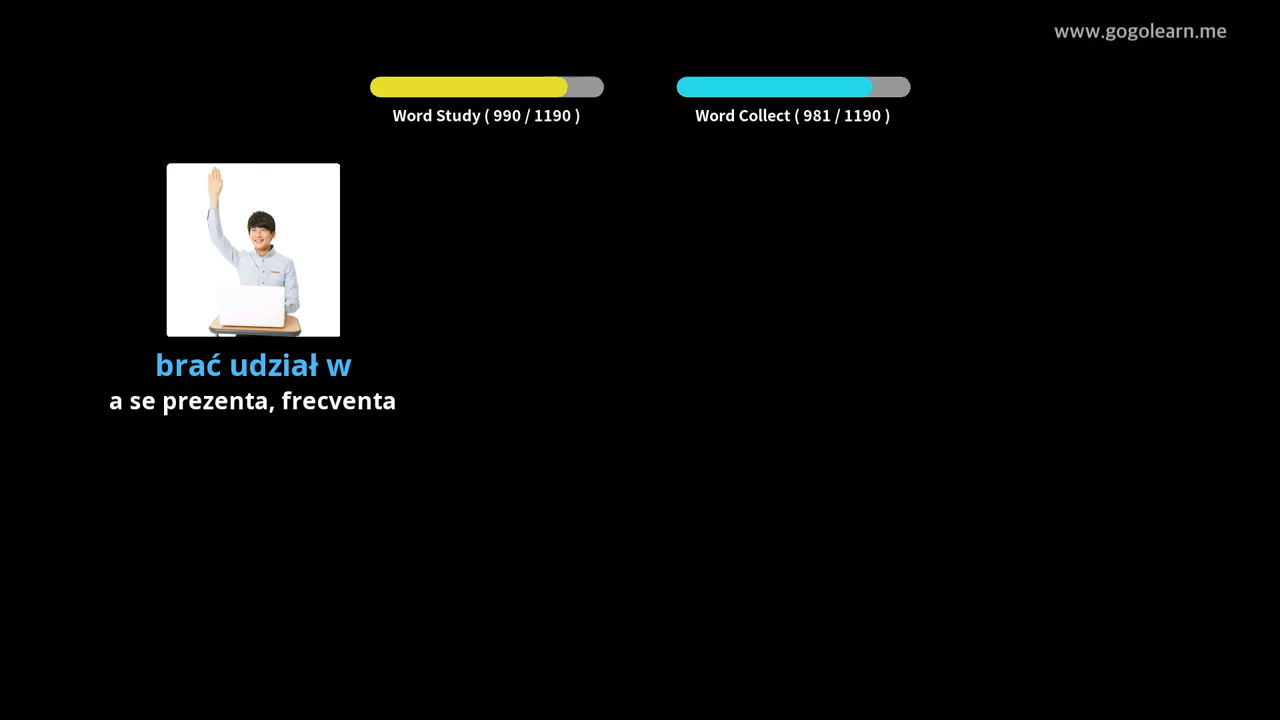 www.gogolearn.me
Word Study ( 990 / 1190 )
Word Collect ( 981 / 1190 )
brać udział w
a se prezenta, frecventa